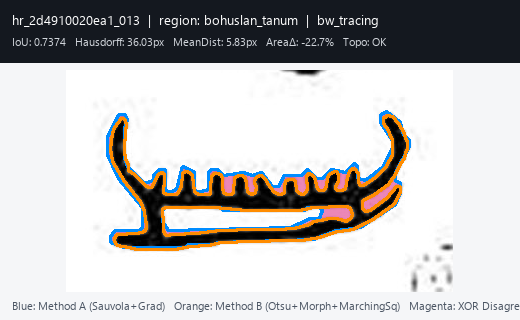 hr_2d4910020ea1_013 | region: bohuslan_tanum | bw_tracing
IoU: 0.7374 Hausdorff: 36.03px MeanDist: 5.83px AreaΔ: -22.7% Topo: OK
Blue: Method A (Sauvola+Grad) Orange: Method B (Otsu+Morph+MarchingSq) Magenta: XOR Disagre